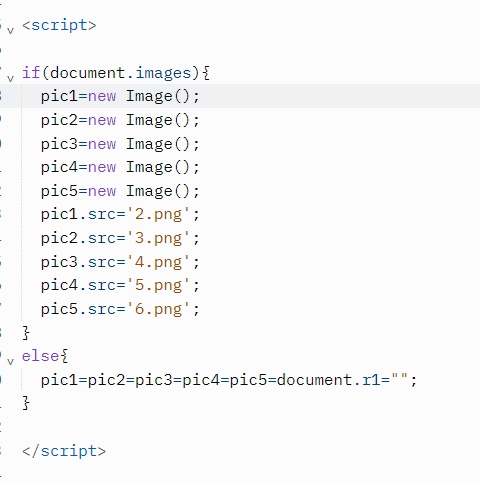 <script>
if(document.images){
pic1=new Image();
pic2=new Image();
pic3=new Image();
pic4=new Image();
pic5=new Image();
pic1.src='2.png';
pic2.src='3.png';
pic3.src='4.png';
pic4.src='5.png';
pic5.src='6.png';
}
else{
pic1=pic2=pic3=pic4=pic5=document.r1="";
}
</script>